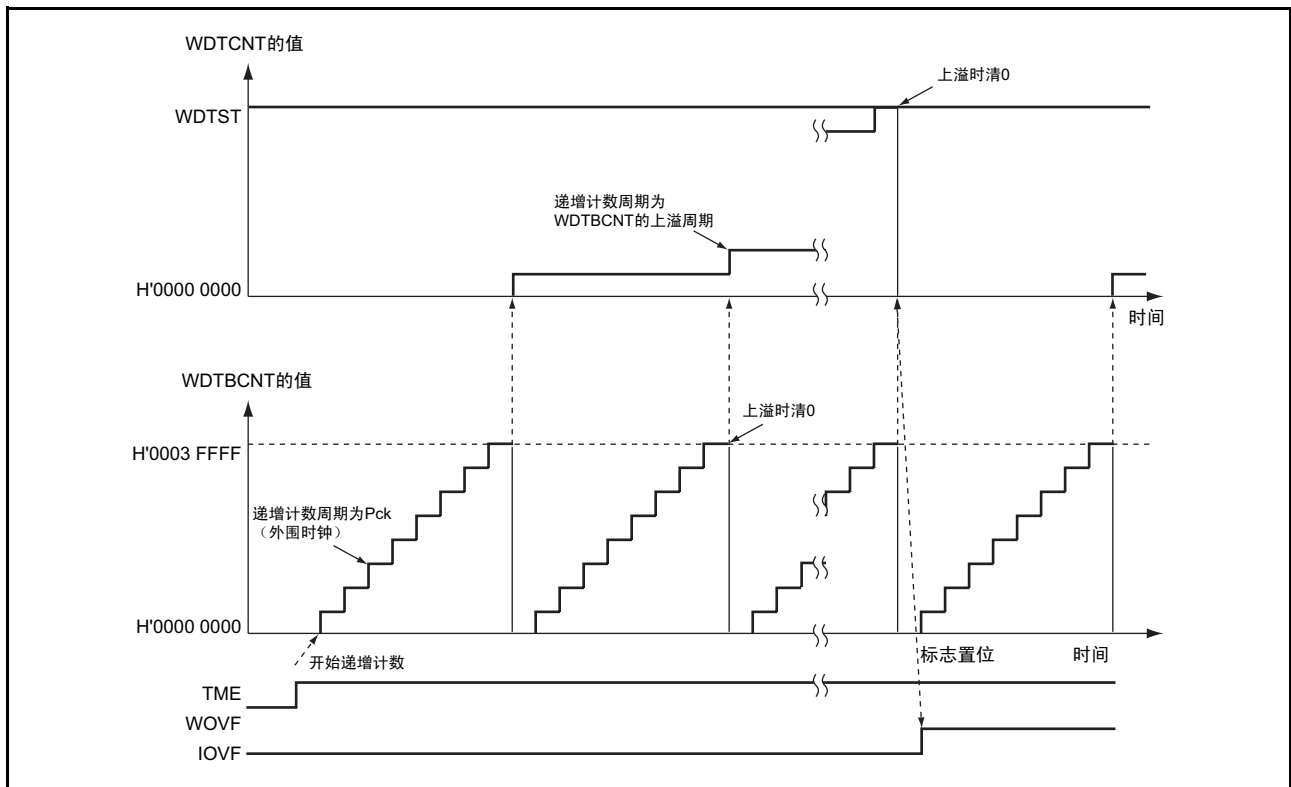 WDTCNT的值
上溢时清0
WDTST
递增计数周期为
WDTBCNT的上溢周期
H'0000 0000
时间
WDTBCNT的值
上溢时清0
H'0003 FFFF
递增计数周期为Pck
（外围时钟）
H'0000 0000
开始递增计数
标志置位
时间
TME
WOVF
IOVF